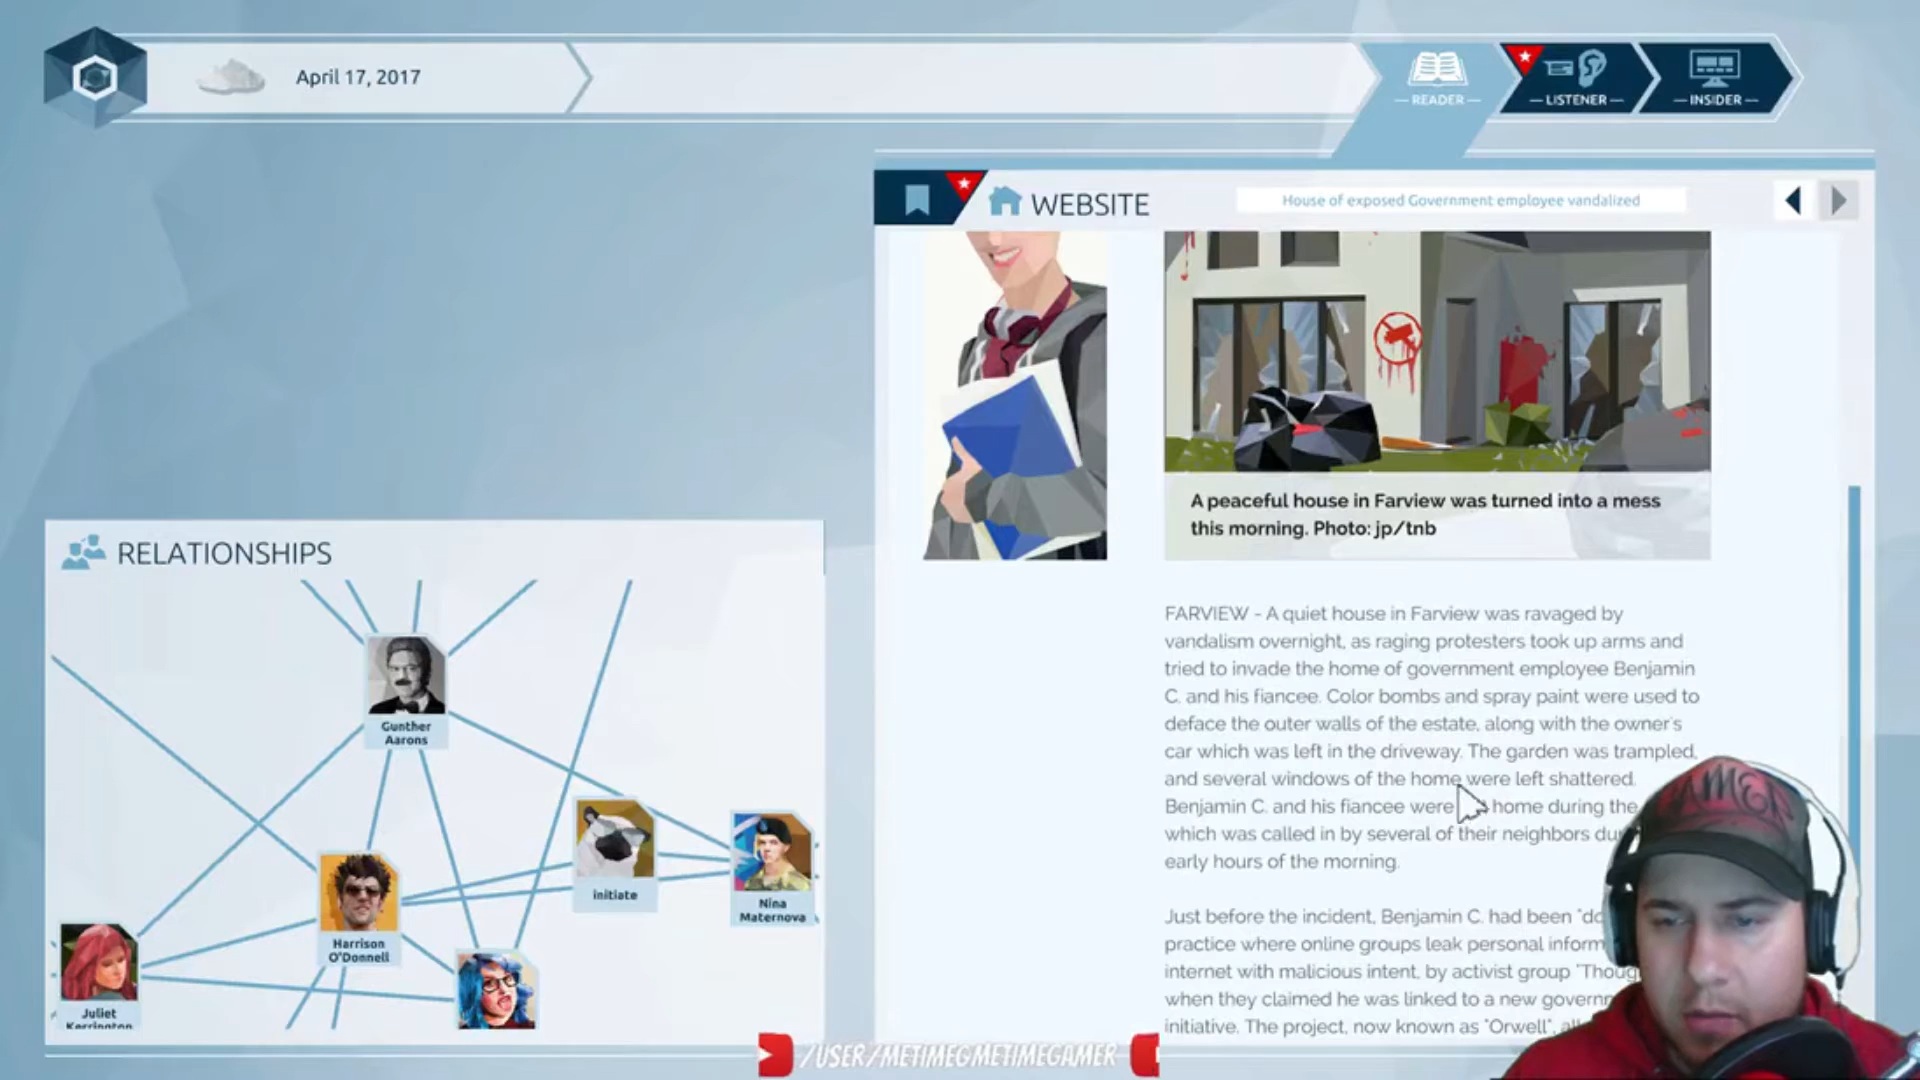 April 17, 2017
READER
LISTENER
INSIDER
WEBSITE
House of exposed Government employee vandalized
A peaceful house in Farview was turned into a mess
this morning. Photo: jp/tnb
RELATIONSHIPS
Gunther
Aarons
initiate
Nina
Maternova
Harrison
O'Donnell
Juliet
Kerrington
FARVIEW - A quiet house in Farview was ravaged by
vandalism overnight, as raging protesters took up arms and
tried to invade the home of government employee Benjamin
C. and his fiancee. Color bombs and spray paint were used to
deface the outer walls of the estate, along with the owner's
car which was left in the driveway. The garden was trampled,
and several windows of the home were left shattered.
Benjamin C. and his fiancee were home during the
which was called in by several of their neighbors
early hours of the morning.
Just before the incident, Benjamin C. had been
practice where online groups leak personal
internet with malicious intent, by activist group
when they claimed he was linked to a new
initiative. The project, now known as "Orwell",
/USER/METIMEGMETIMEGAMER